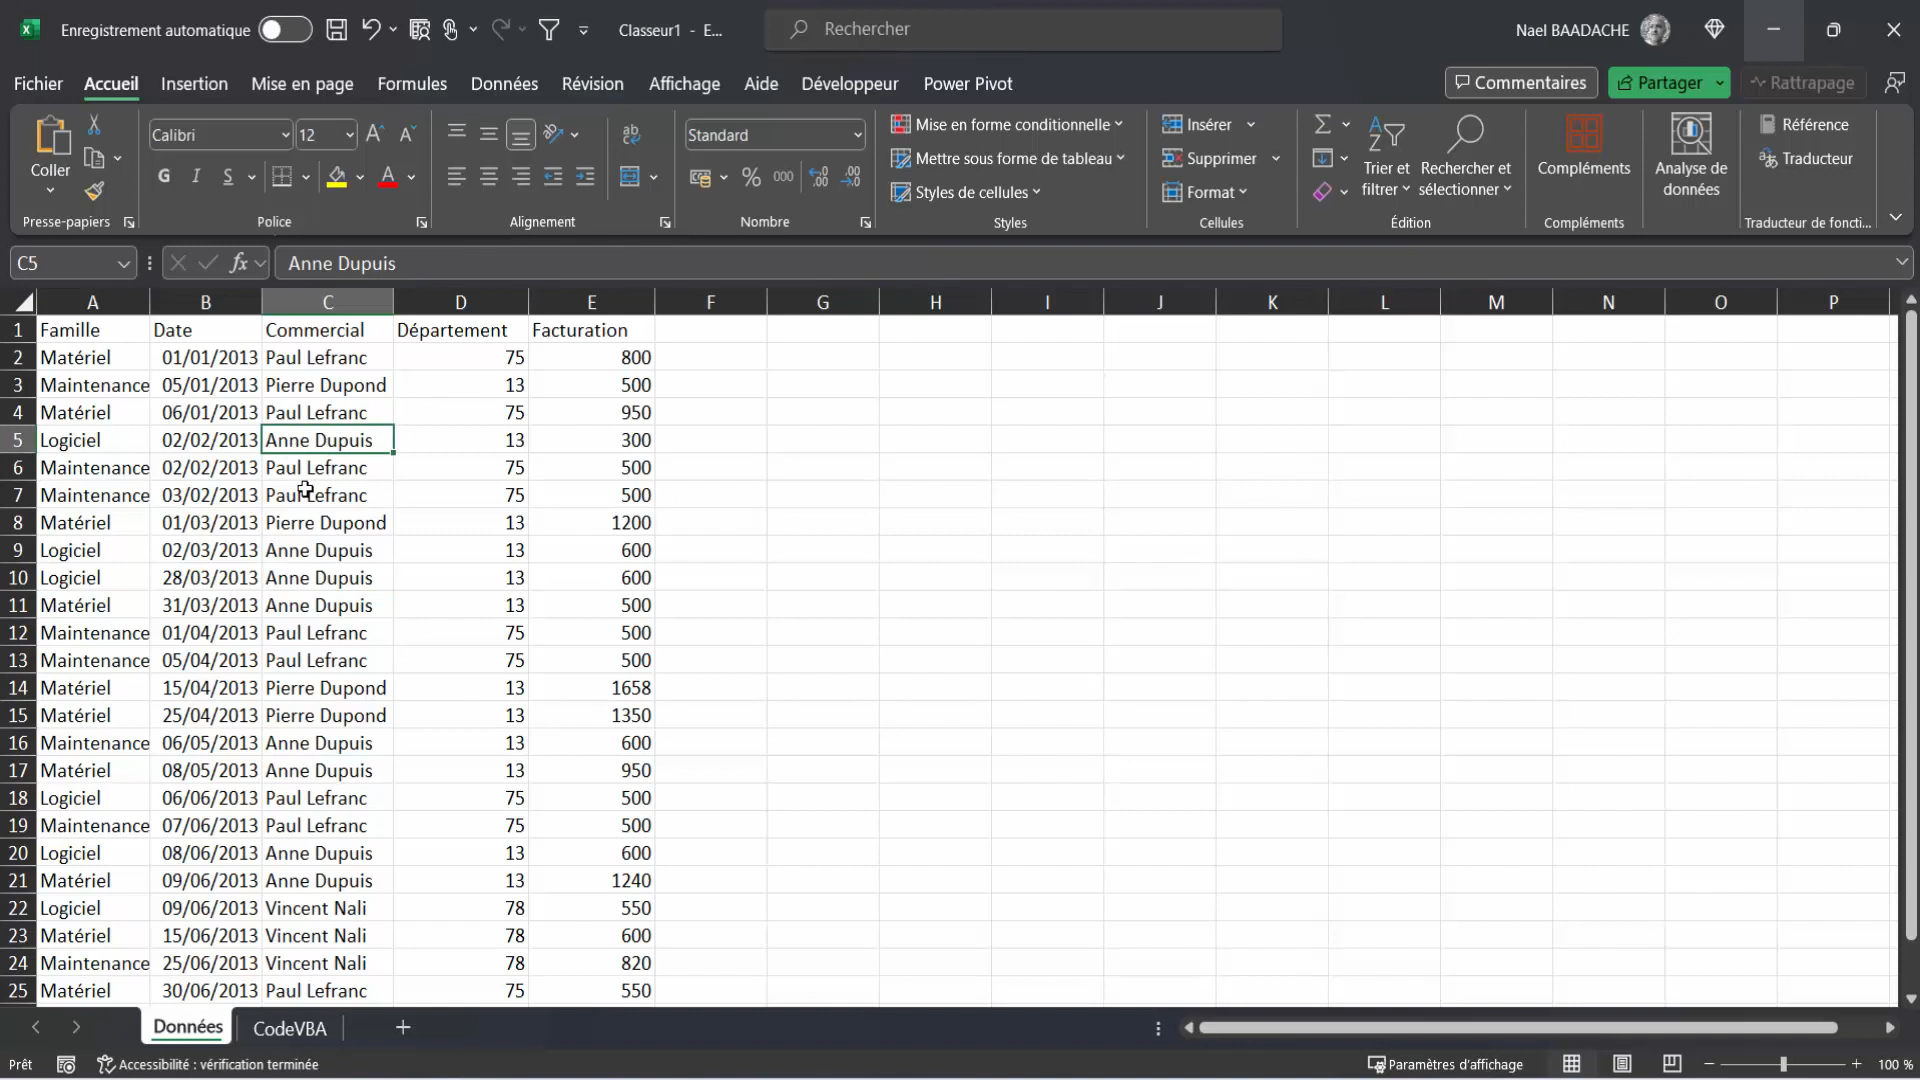 Enregistrement automatique
Classeur1 - E...
Rechercher
Nael BAADACHE
Fichier Accueil Insertion Mise en page Formules Données Révision Affichage Aide Développeur Power Pivot
Commentaires Partager Rattrapage
Coller
Calibri 12
G I S
Standard
% 000
Mise en forme conditionnelle
Mettre sous forme de tableau
Styles de cellules
Insérer
Supprimer
Format
Trier et filtrer
Rechercher et sélectionner
Compléments
Analyse de données
Référence
Traducteur
Presse-papiers Police Alignement Nombre Styles Cellules Édition Compléments Traducteur de foncti...
C5 fx Anne Dupuis
A B C D E F G H I J K L M N O P
1 Famille Date Commercial Département Facturation
2 Matériel 01/01/2013 Paul Lefranc 75 800
3 Maintenance 05/01/2013 Pierre Dupond 13 500
4 Matériel 06/01/2013 Paul Lefranc 75 950
5 Logiciel 02/02/2013 Anne Dupuis 13 300
6 Maintenance 02/02/2013 Paul Lefranc 75 500
7 Maintenance 03/02/2013 Paul Lefranc 75 500
8 Matériel 01/03/2013 Pierre Dupond 13 1200
9 Logiciel 02/03/2013 Anne Dupuis 13 600
10 Logiciel 28/03/2013 Anne Dupuis 13 600
11 Matériel 31/03/2013 Anne Dupuis 13 500
12 Maintenance 01/04/2013 Paul Lefranc 75 500
13 Maintenance 05/04/2013 Paul Lefranc 75 500
14 Matériel 15/04/2013 Pierre Dupond 13 1658
15 Matériel 25/04/2013 Pierre Dupond 13 1350
16 Maintenance 06/05/2013 Anne Dupuis 13 600
17 Matériel 08/05/2013 Anne Dupuis 13 950
18 Logiciel 06/06/2013 Paul Lefranc 75 500
19 Maintenance 07/06/2013 Paul Lefranc 75 500
20 Logiciel 08/06/2013 Anne Dupuis 13 600
21 Matériel 09/06/2013 Anne Dupuis 13 1240
22 Logiciel 09/06/2013 Vincent Nali 78 550
23 Matériel 15/06/2013 Vincent Nali 78 600
24 Maintenance 25/06/2013 Vincent Nali 78 820
25 Matériel 30/06/2013 Paul Lefranc 75 550
Données CodeVBA
Prêt Accessibilité : vérification terminée Paramètres d'affichage 100 %